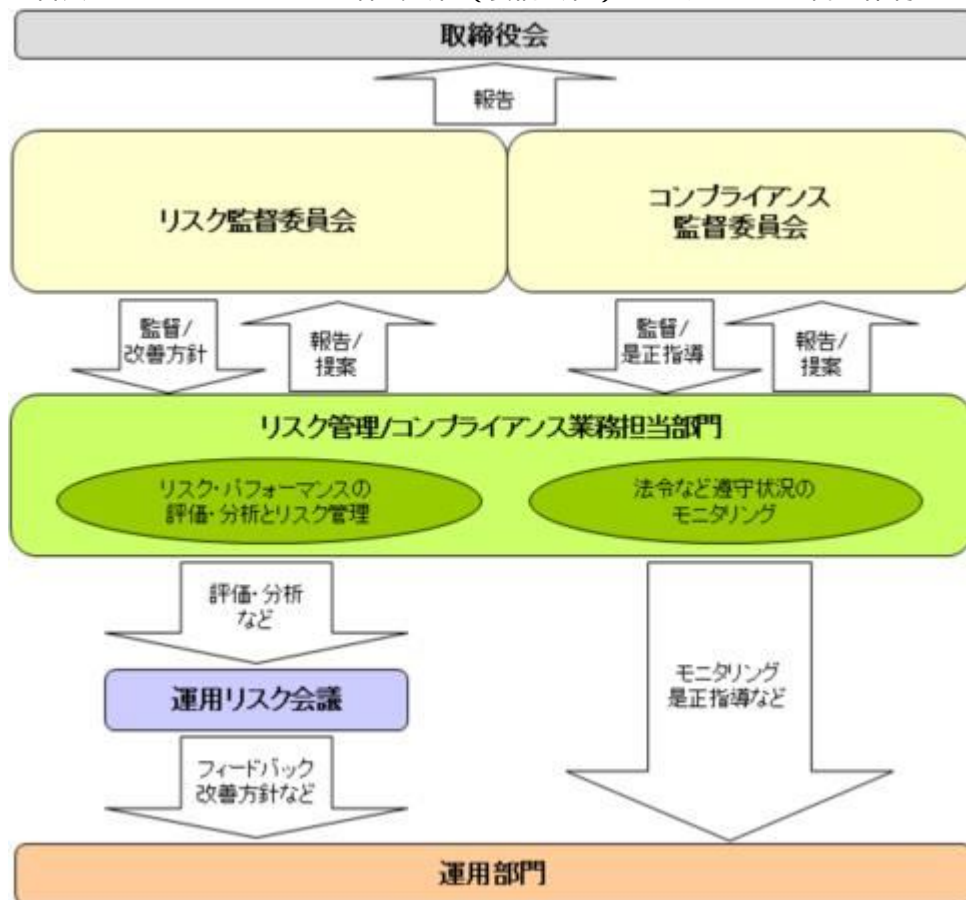 取締役会
報告
リスク監督委員会
コンプライアンス
監督委員会
監督/
改善方針
報告/
提案
監督/
是正指導
報告/
提案
リスク管理/コンプライアンス業務担当部門
リスク・パフォーマンスの
評価・分析とリスク管理
法令など遵守状況の
モニタリング
評価・分析
など
運用リスク会議
モニタリング
是正指導など
フィードバック
改善方針など
運用部門